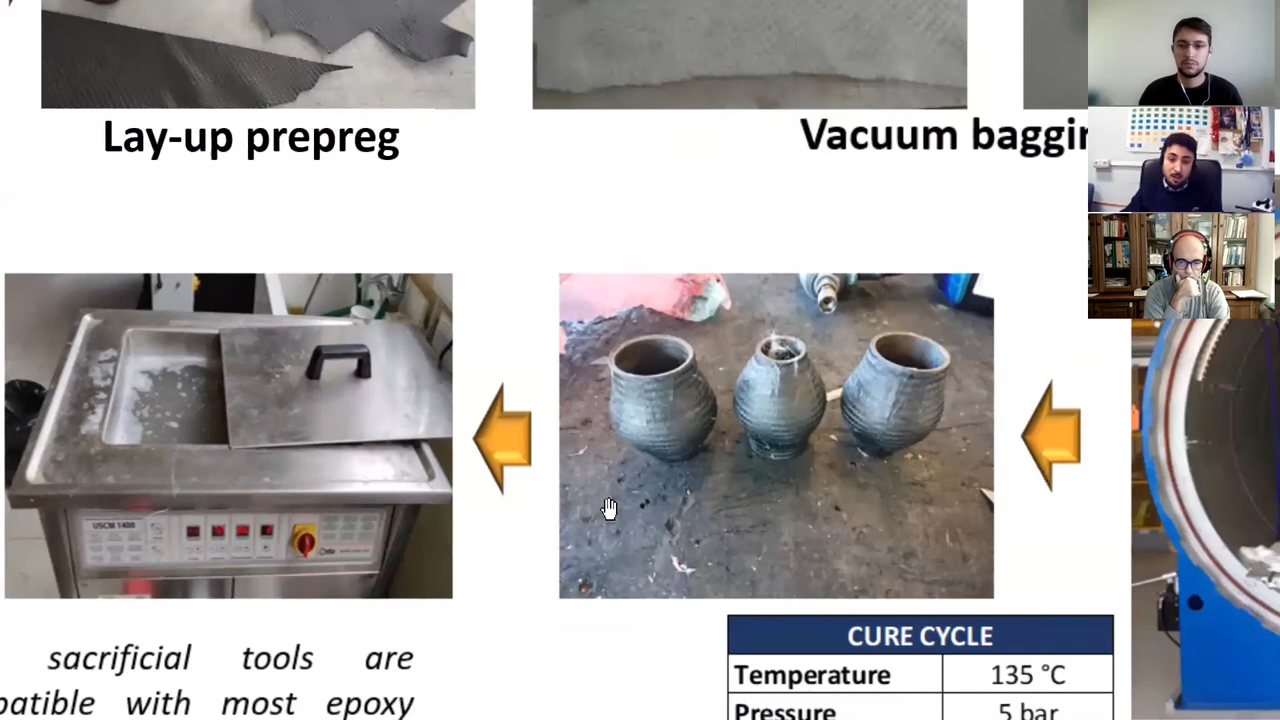 Lay-up prepreg
Vacuum baggin
USCM 1400
CURE CYCLE
Temperature 135 °C
Pressure 5 bar
sacrificial tools are
patible with most epoxy